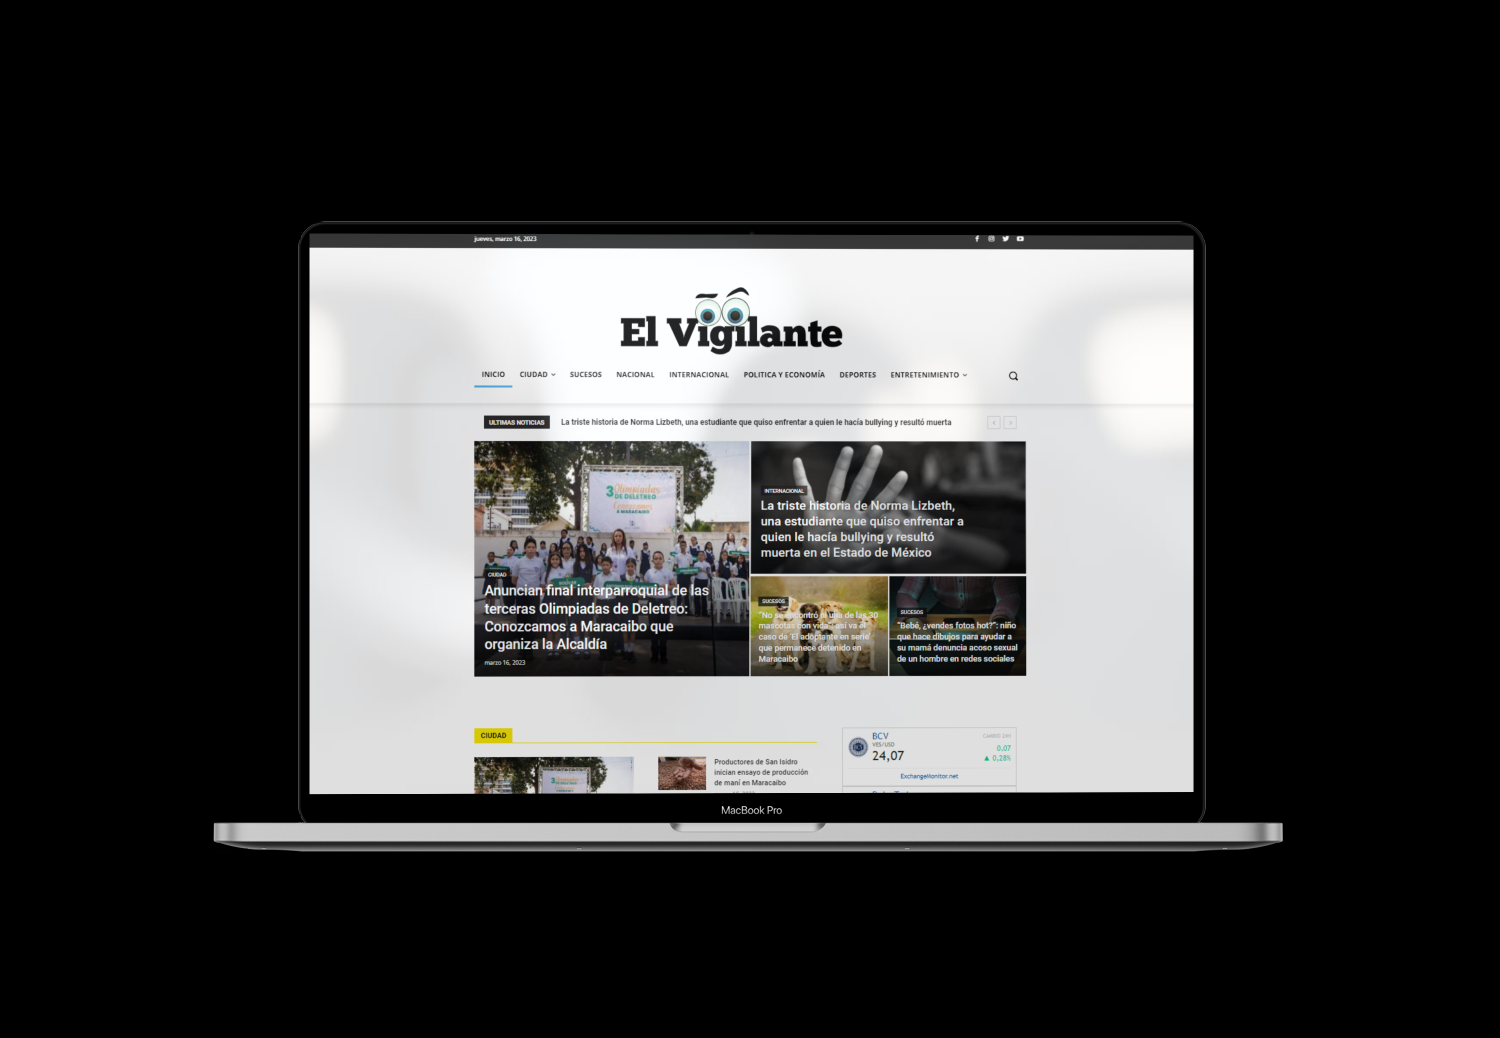 jueves, marzo 16, 2023
El Vigilante
INICIO CIUDAD SUCESOS NACIONAL INTERNACIONAL POLITICA Y ECONOMÍA DEPORTES ENTRETENIMIENTO
ULTIMAS NOTICIAS La triste historia de Norma Lizbeth, una estudiante que quiso enfrentar a quien le hacía bullying y resultó muerta
3 Olimpiadas
DE DELETREO
Conozcamos
A MARACAIBO
CIUDAD
Anuncian final interparroquial de las
terceras Olimpiadas de Deletreo:
Conozcamos a Maracaibo que
organiza la Alcaldía
marzo 16, 2023
INTERNACIONAL
La triste historia de Norma Lizbeth,
una estudiante que quiso enfrentar a
quien le hacía bullying y resultó
muerta en el Estado de México
SUCESOS
"No se encontró ni una de las 30
mascotas con vida": así va el
caso de 'El adoptante en serie'
que permanece detenido en
Maracaibo
SUCESOS
"Bebé, ¿vendes fotos hot?": niño
que hace dibujos para ayudar a
su mamá denuncia acoso sexual
de un hombre en redes sociales
CIUDAD
Productores de San Isidro
inician ensayo de producción
de maní en Maracaibo
BCV
VES/USD
24,07
CAMBIO DÍA
0,07
▲ 0,28%
ExchangeMonitor.net
MacBook Pro